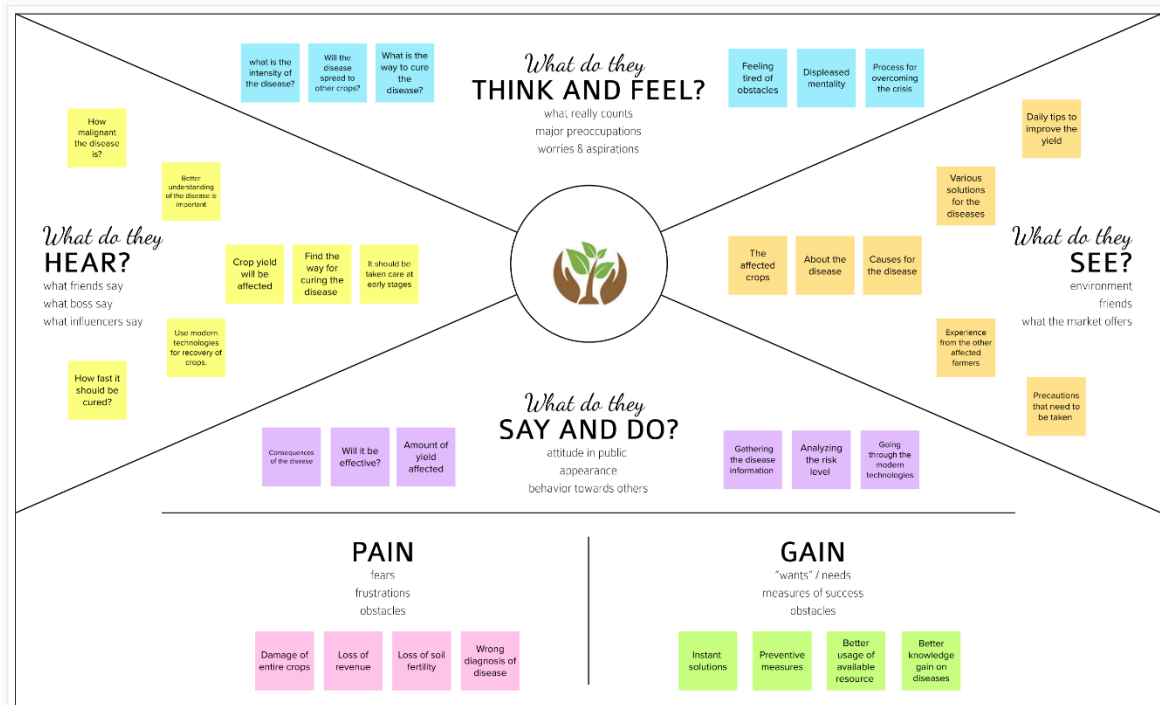 What do they
THINK AND FEEL?
what really counts
major preoccupations
worries & aspirations
what is the
intensity of
the disease?
Will the
disease
spread to
other crops?
What is the
way to cure
the
disease?
Feeling
tired of
obstacles
Displeased
mentality
Process for
overcoming
the crisis
What do they
HEAR?
what friends say
what boss say
what influencers say
How
malignant
the disease
is?
Better
understanding
of the disease is
important
Crop yield
will be
affected
Find the
way for
curing the
disease
It should be
taken care at
early stages
Use modern
technologies
for recovery of
crops.
How fast it
should be
cured?
What do they
SEE?
environment
friends
what the market offers
Daily tips to
improve the
yield
Various
solutions
for the
diseases
The
affected
crops
About the
disease
Causes for
the disease
Experience
from the other
affected
farmers
Precautions
that need to
be taken
What do they
SAY AND DO?
attitude in public
appearance
behavior towards others
Consequences
of the disease
Will it be
effective?
Amount of
yield
affected
Gathering
the disease
information
Analyzing
the risk
level
Going
through the
modern
technologies
PAIN
fears
frustrations
obstacles
Damage of
entire crops
Loss of
revenue
Loss of soil
fertility
Wrong
diagnosis of
disease
GAIN
"wants" / needs
measures of success
obstacles
Instant
solutions
Preventive
measures
Better
usage of
available
resource
Better
knowledge
gain on
diseases